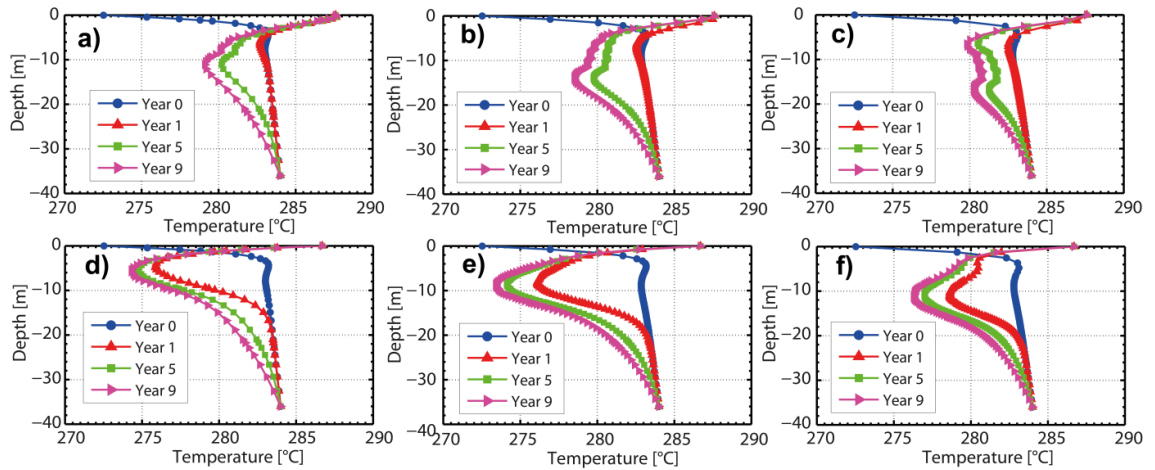 a)
0
−10
−20
−30
−40
Depth [m]
Year 0
Year 1
Year 5
Year 9
270 275 280 285 290
Temperature [°C]
b)
0
−10
−20
−30
−40
Depth [m]
Year 0
Year 1
Year 5
Year 9
270 275 280 285 290
Temperature [°C]
c)
0
−10
−20
−30
−40
Depth [m]
Year 0
Year 1
Year 5
Year 9
270 275 280 285 290
Temperature [°C]
d)
0
−10
−20
−30
−40
Depth [m]
Year 0
Year 1
Year 5
Year 9
270 275 280 285 290
Temperature [°C]
e)
0
−10
−20
−30
−40
Depth [m]
Year 0
Year 1
Year 5
Year 9
270 275 280 285 290
Temperature [°C]
f)
0
−10
−20
−30
−40
Depth [m]
Year 0
Year 1
Year 5
Year 9
270 275 280 285 290
Temperature [°C]